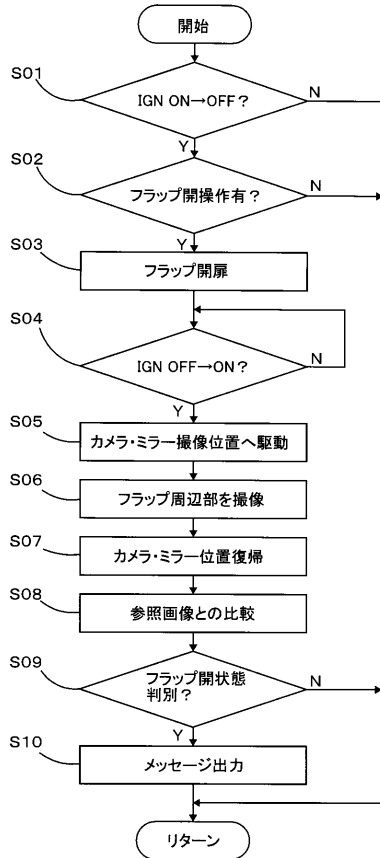 開始
S01
IGN ON→OFF?
N
Y
S02
フラップ開操作有?
N
Y
S03
フラップ開扉
S04
IGN OFF→ON?
N
Y
S05
カメラ・ミラー撮像位置へ駆動
S06
フラップ周辺部を撮像
S07
カメラ・ミラー位置復帰
S08
参照画像との比較
S09
フラップ開状態
判別?
N
Y
S10
メッセージ出力
リターン